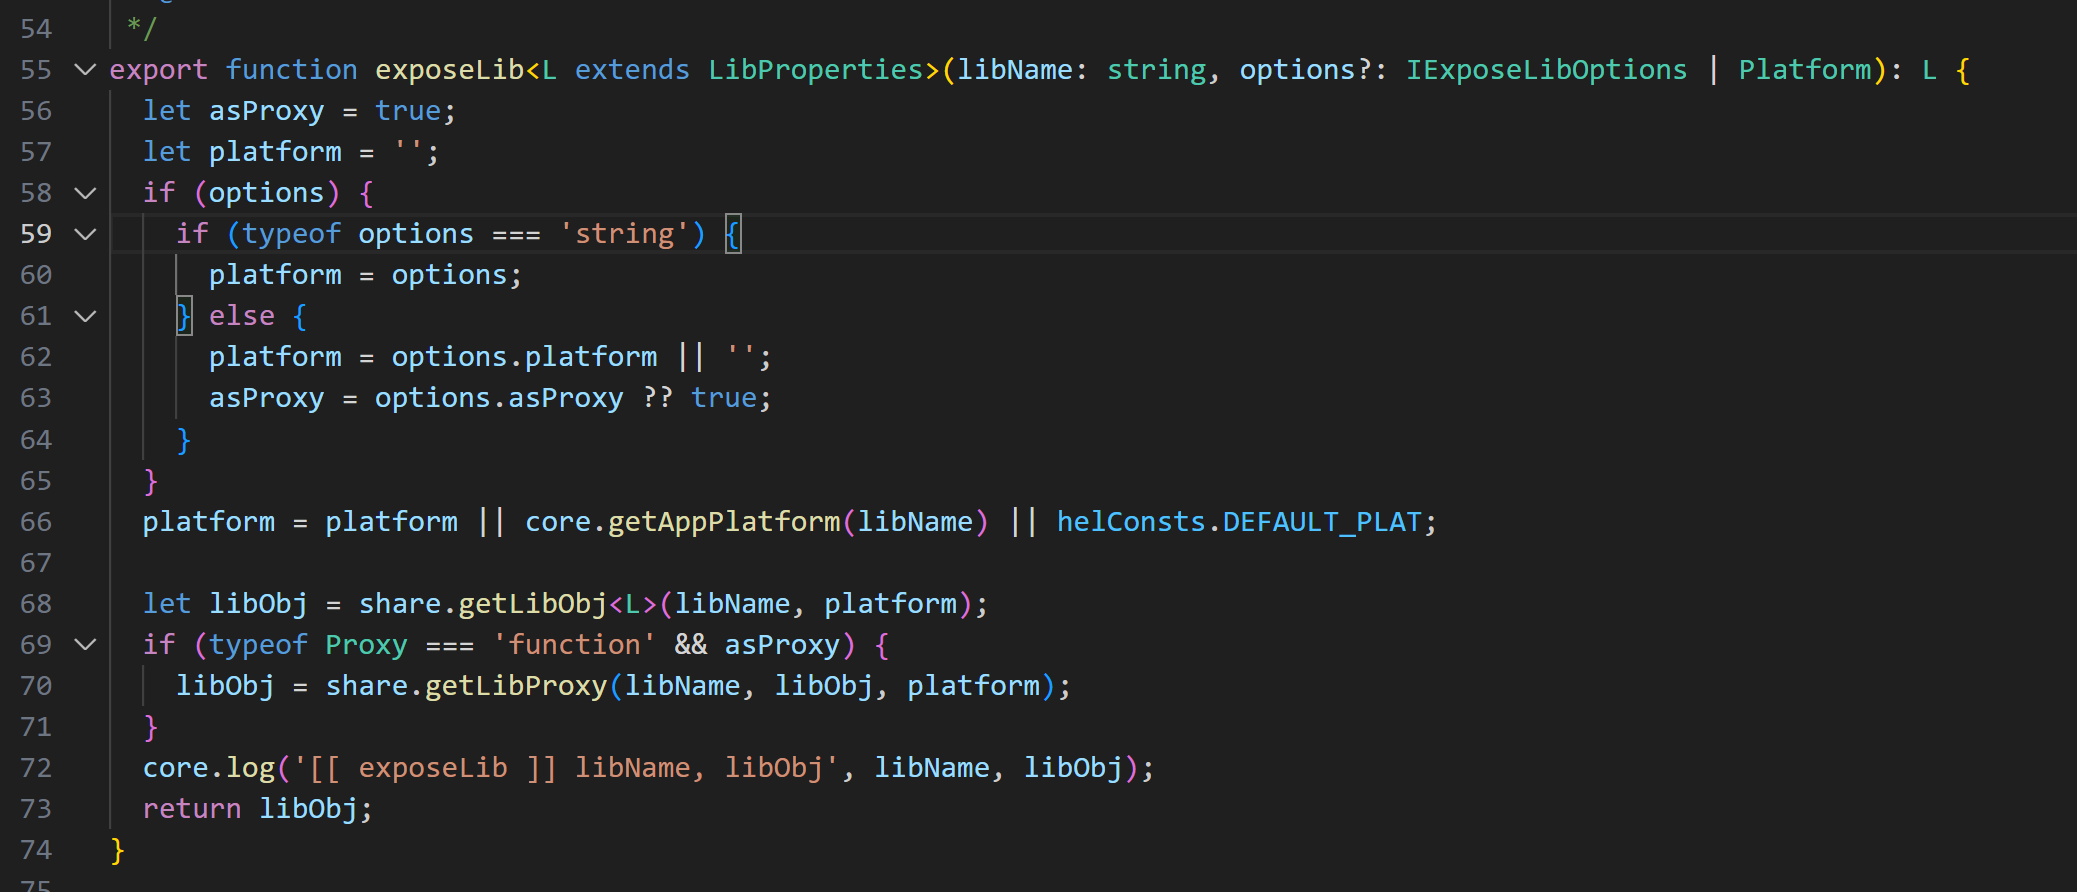 54 */
55 export function exposeLib<L extends LibProperties>(libName: string, options?: IExposeLibOptions | Platform): L {
56 let asProxy = true;
57 let platform = '';
58 if (options) {
59 if (typeof options === 'string') {
60 platform = options;
61 } else {
62 platform = options.platform || '';
63 asProxy = options.asProxy ?? true;
64 }
65 }
66 platform = platform || core.getAppPlatform(libName) || helConsts.DEFAULT_PLAT;
67
68 let libObj = share.getLibObj<L>(libName, platform);
69 if (typeof Proxy === 'function' && asProxy) {
70 libObj = share.getLibProxy(libName, libObj, platform);
71 }
72 core.log('[[ exposeLib ]] libName, libObj', libName, libObj);
73 return libObj;
74 }
75